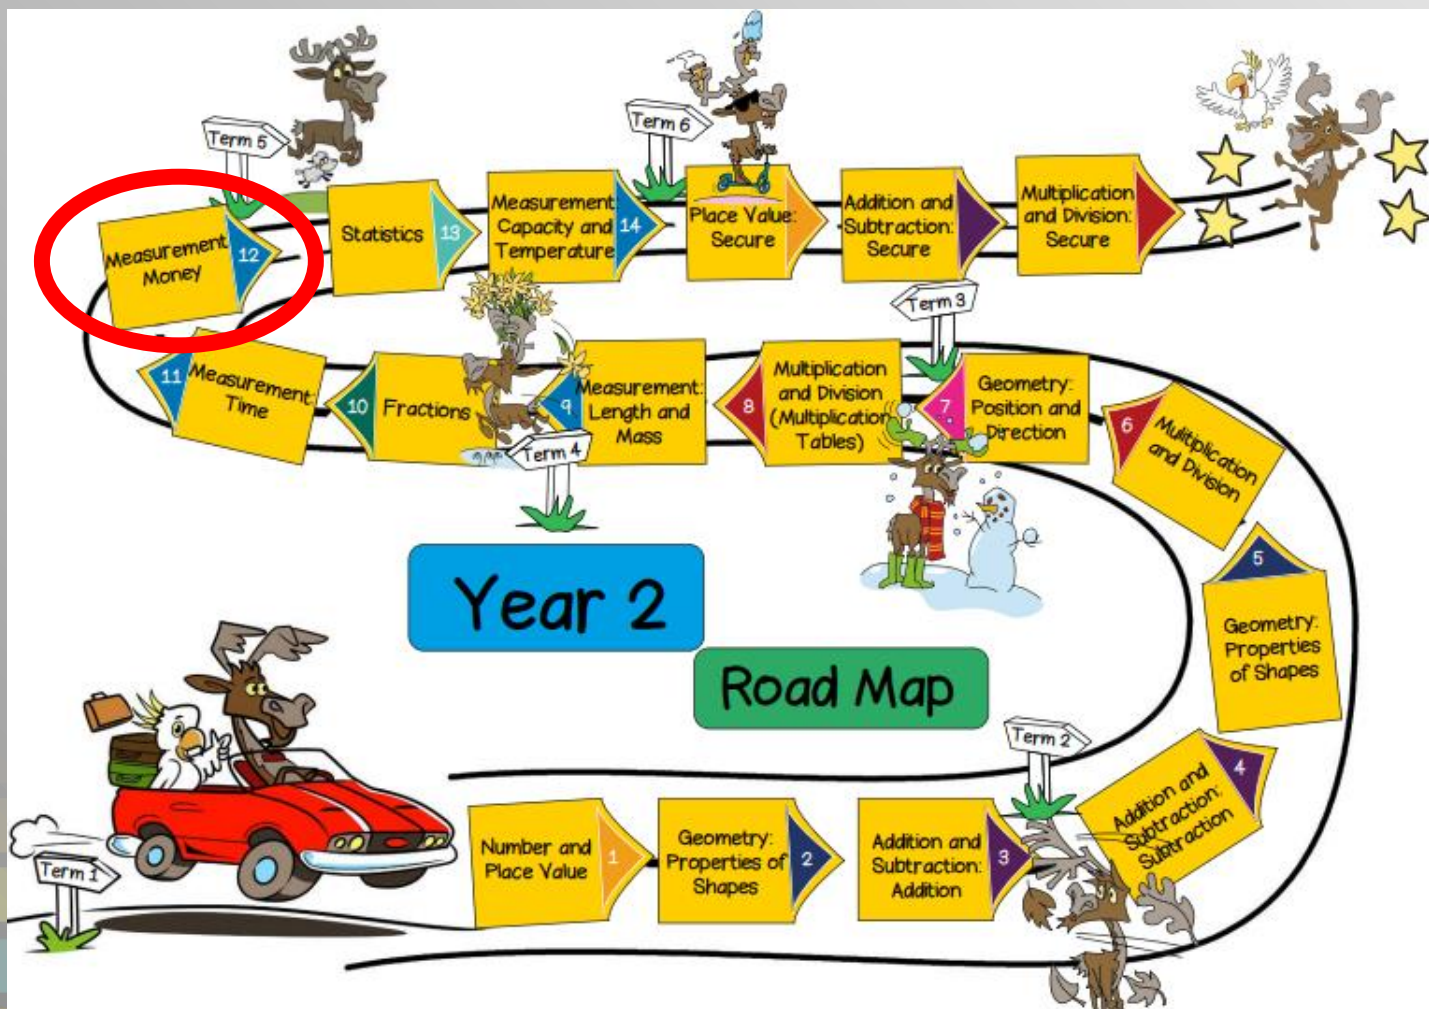 Term 5
Term 6
Measurement
Money
12
Statistics
13
Measurement:
Capacity and
Temperature
14
Place Value:
Secure
Addition and
Subtraction:
Secure
Multiplication
and Division:
Secure
Term 3
11
Measurement:
Time
10
Fractions
9
Measurement:
Length and
Mass
8
Multiplication
and Division
(Multiplication
Tables)
7
Geometry:
Position and
Direction
6
Multiplication
and Division
Term 4
5
Geometry:
Properties
of Shapes
Year 2
Road Map
Term 2
4
Addition and
Subtraction:
Subtraction
Term 1
Number and
Place Value
1
Geometry:
Properties of
Shapes
2
Addition and
Subtraction:
Addition
3